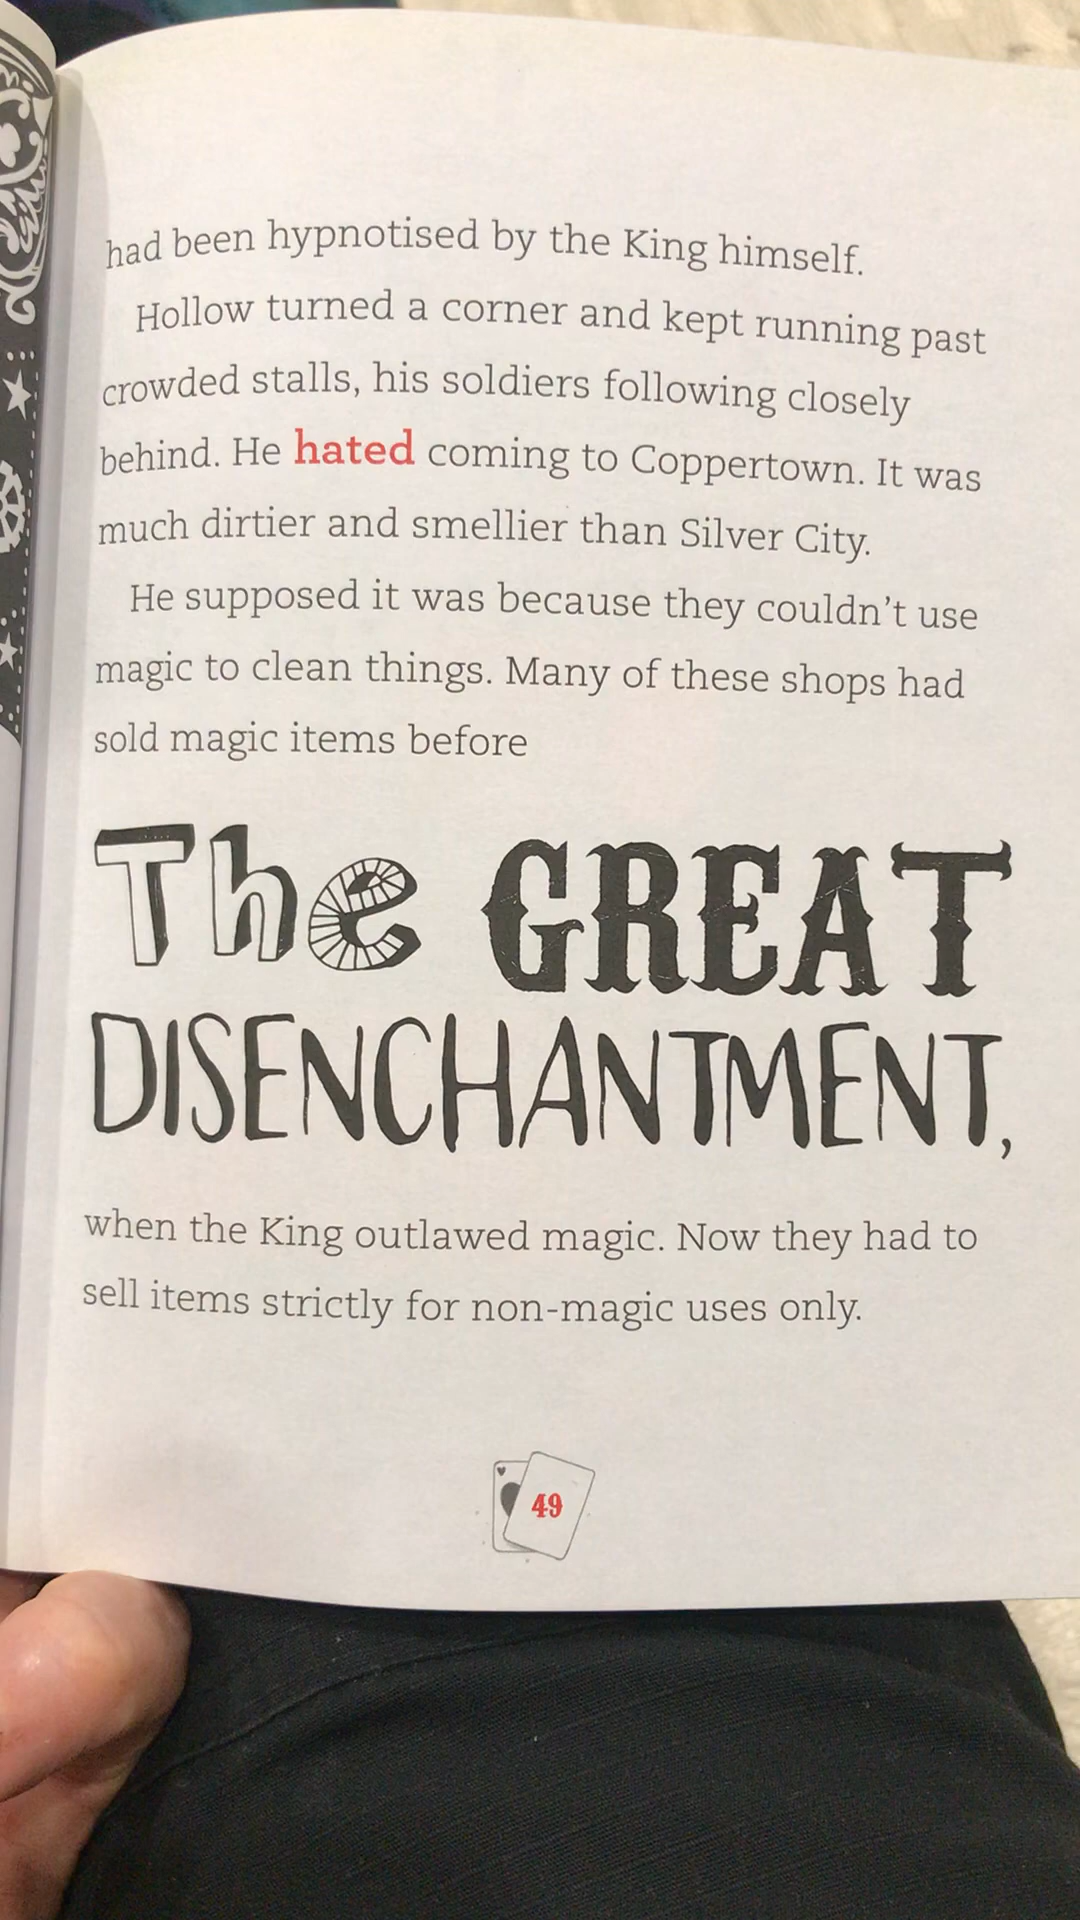 had been hypnotised by the King himself.
Hollow turned a corner and kept running past
crowded stalls, his soldiers following closely
behind. He hated coming to Coppertown. It was
much dirtier and smellier than Silver City.
He supposed it was because they couldn't use
magic to clean things. Many of these shops had
sold magic items before
The GREAT
DISENCHANTMENT,
when the King outlawed magic. Now they had to
sell items strictly for non-magic uses only.
49